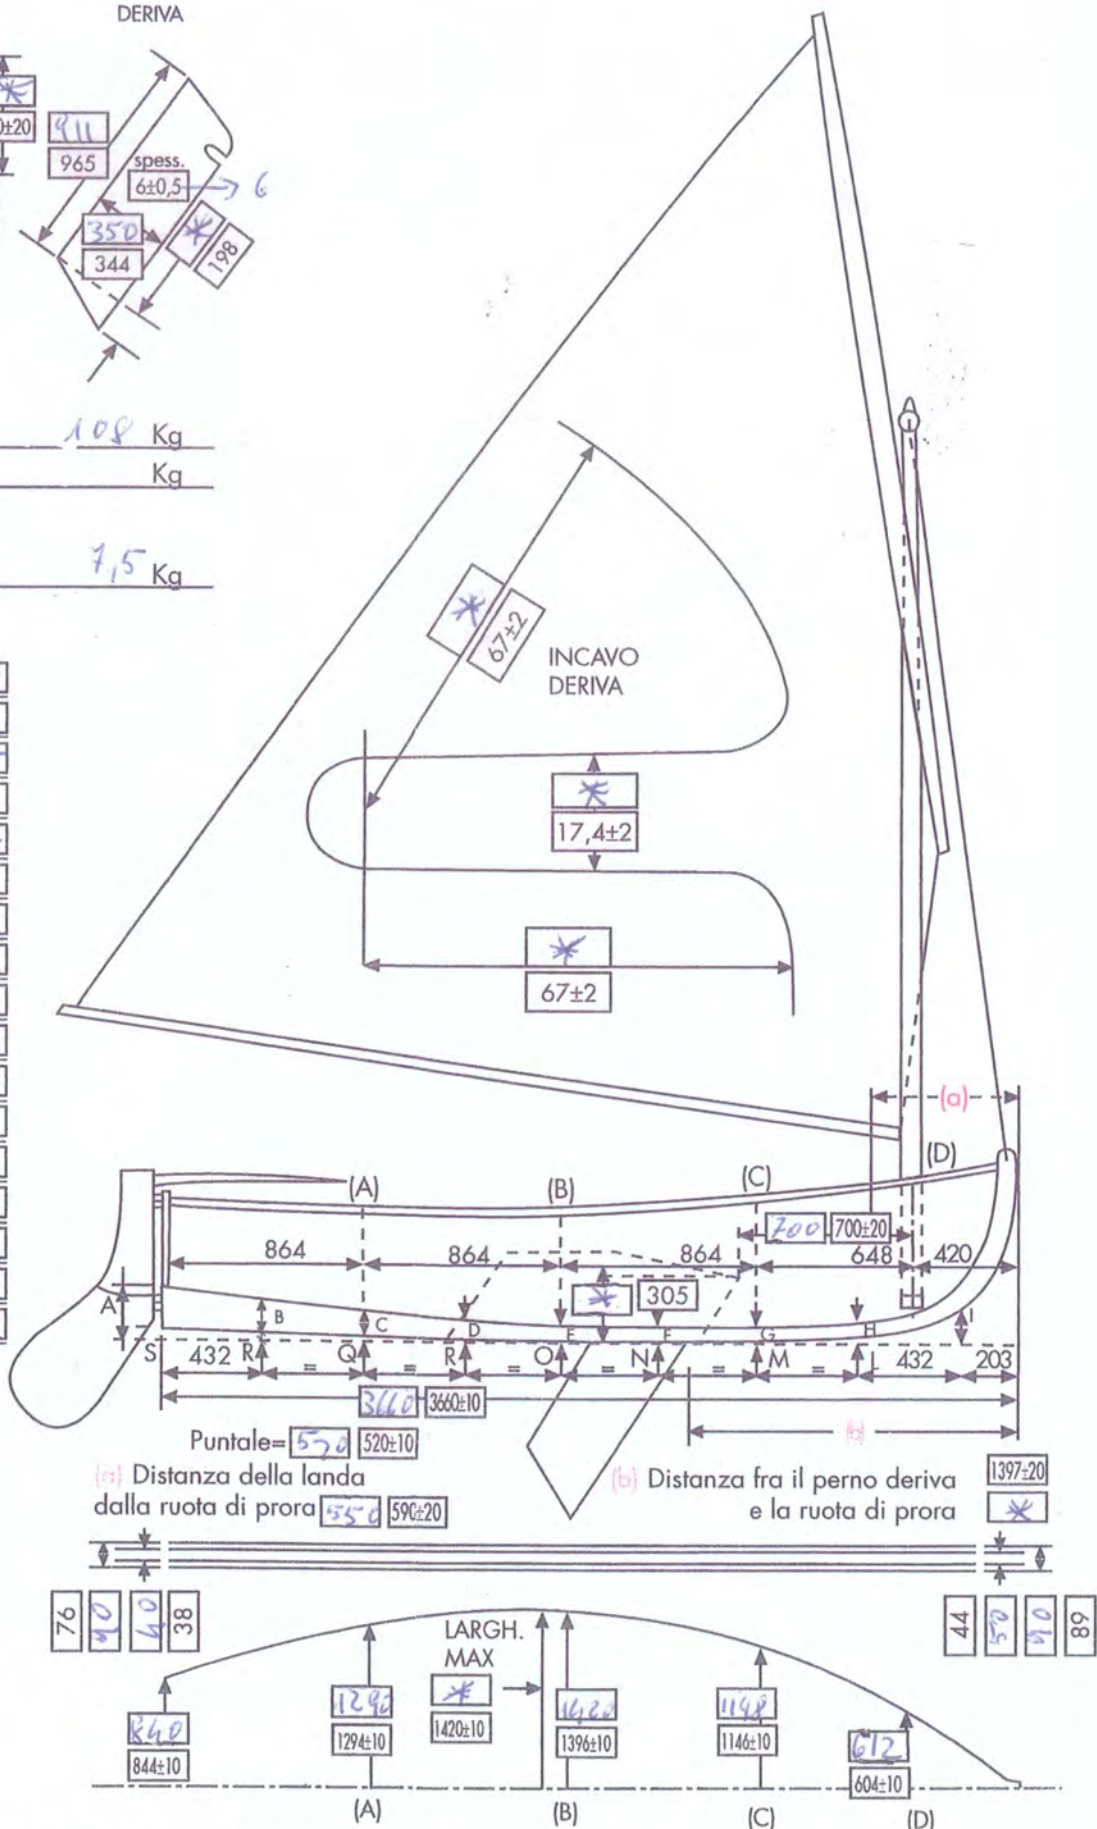 DERIVA
0±20
911
965
spess.
6±0,5 → 6
350
344
198
108 Kg
Kg
7,5 Kg
67±2
INCAVO
DERIVA
17,4±2
67±2
(a)
(A) (B) (C) (D)
700 700±20
864 864 864 648 420
305
A B C D E F G H I
S 432 R = Q = R = O = N = M = L 432 203
3660 3660±10
Puntale= 520±10
(b)
(a) Distanza della landa
dalla ruota di prora 550 590±20
(b) Distanza fra il perno deriva
e la ruota di prora
1397±20
76 90 40 38
44 50 90 89
LARGH.
MAX
1420±10
840
844±10
1290
1294±10
1420
1396±10
1198
1146±10
612
604±10
(A) (B) (C) (D)